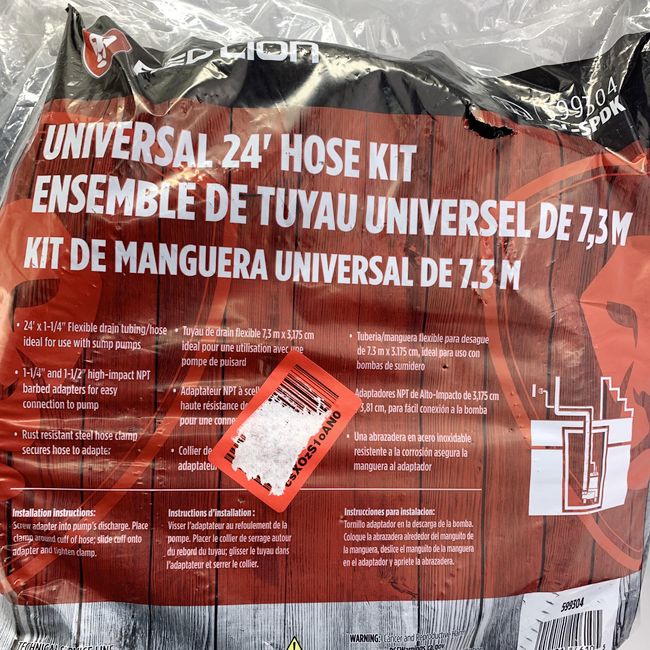 RED LION
599304
UNIVERSAL 24' HOSE KIT
ENSEMBLE DE TUYAU UNIVERSEL DE 7,3 M
KIT DE MANGUERA UNIVERSAL DE 7.3 M
• 24' x 1-1/4" Flexible drain tubing/hose
ideal for use with sump pumps
• 1-1/4" and 1-1/2" high-impact NPT
barbed adapters for easy
connection to pump
• Rust resistant steel hose clamp
secures hose to adapter
• Tuyau de drain flexible 7,3 m x 3,175 cm
ideal pour une utilisation avec une
pompe de puisard
• Adaptateur NPT à
haute résistance
pour une
• Collier de
• Tuberia/manguera flexible para desague
de 7.3 m x 3.175 cm, ideal para uso con
bombas de sumidero
Adaptadores NPT de Alto-Impacto de 3,175 cm
3,81 cm, para fácil conexión a la bomba
• Una abrazadera en acero inoxidable
resistente a la corrosión asegura la
manguera al adaptador
Installation Instructions:
Screw adapter into pump's discharge. Place
clamp around cuff of hose; slide cuff onto
adapter and tighten clamp.
Instructions d'installation :
Visser l'adaptateur au refoulement de la
pompe. Placer le collier de serrage autour
du rebord du tuyau; glisser le tuyau dans
l'adaptateur et serrer le collier.
Instrucciones para instalacion:
Tornillo adaptador en la descarga de la bomba.
Coloque la abrazadera alrededor del manguito de
la manguera, deslice el manguito de la manguera
en el adaptador y apriete la abrazadera.
599304
WARNING: Cancer and Reproductive Harm
TECHNICAL SERVICE LINE